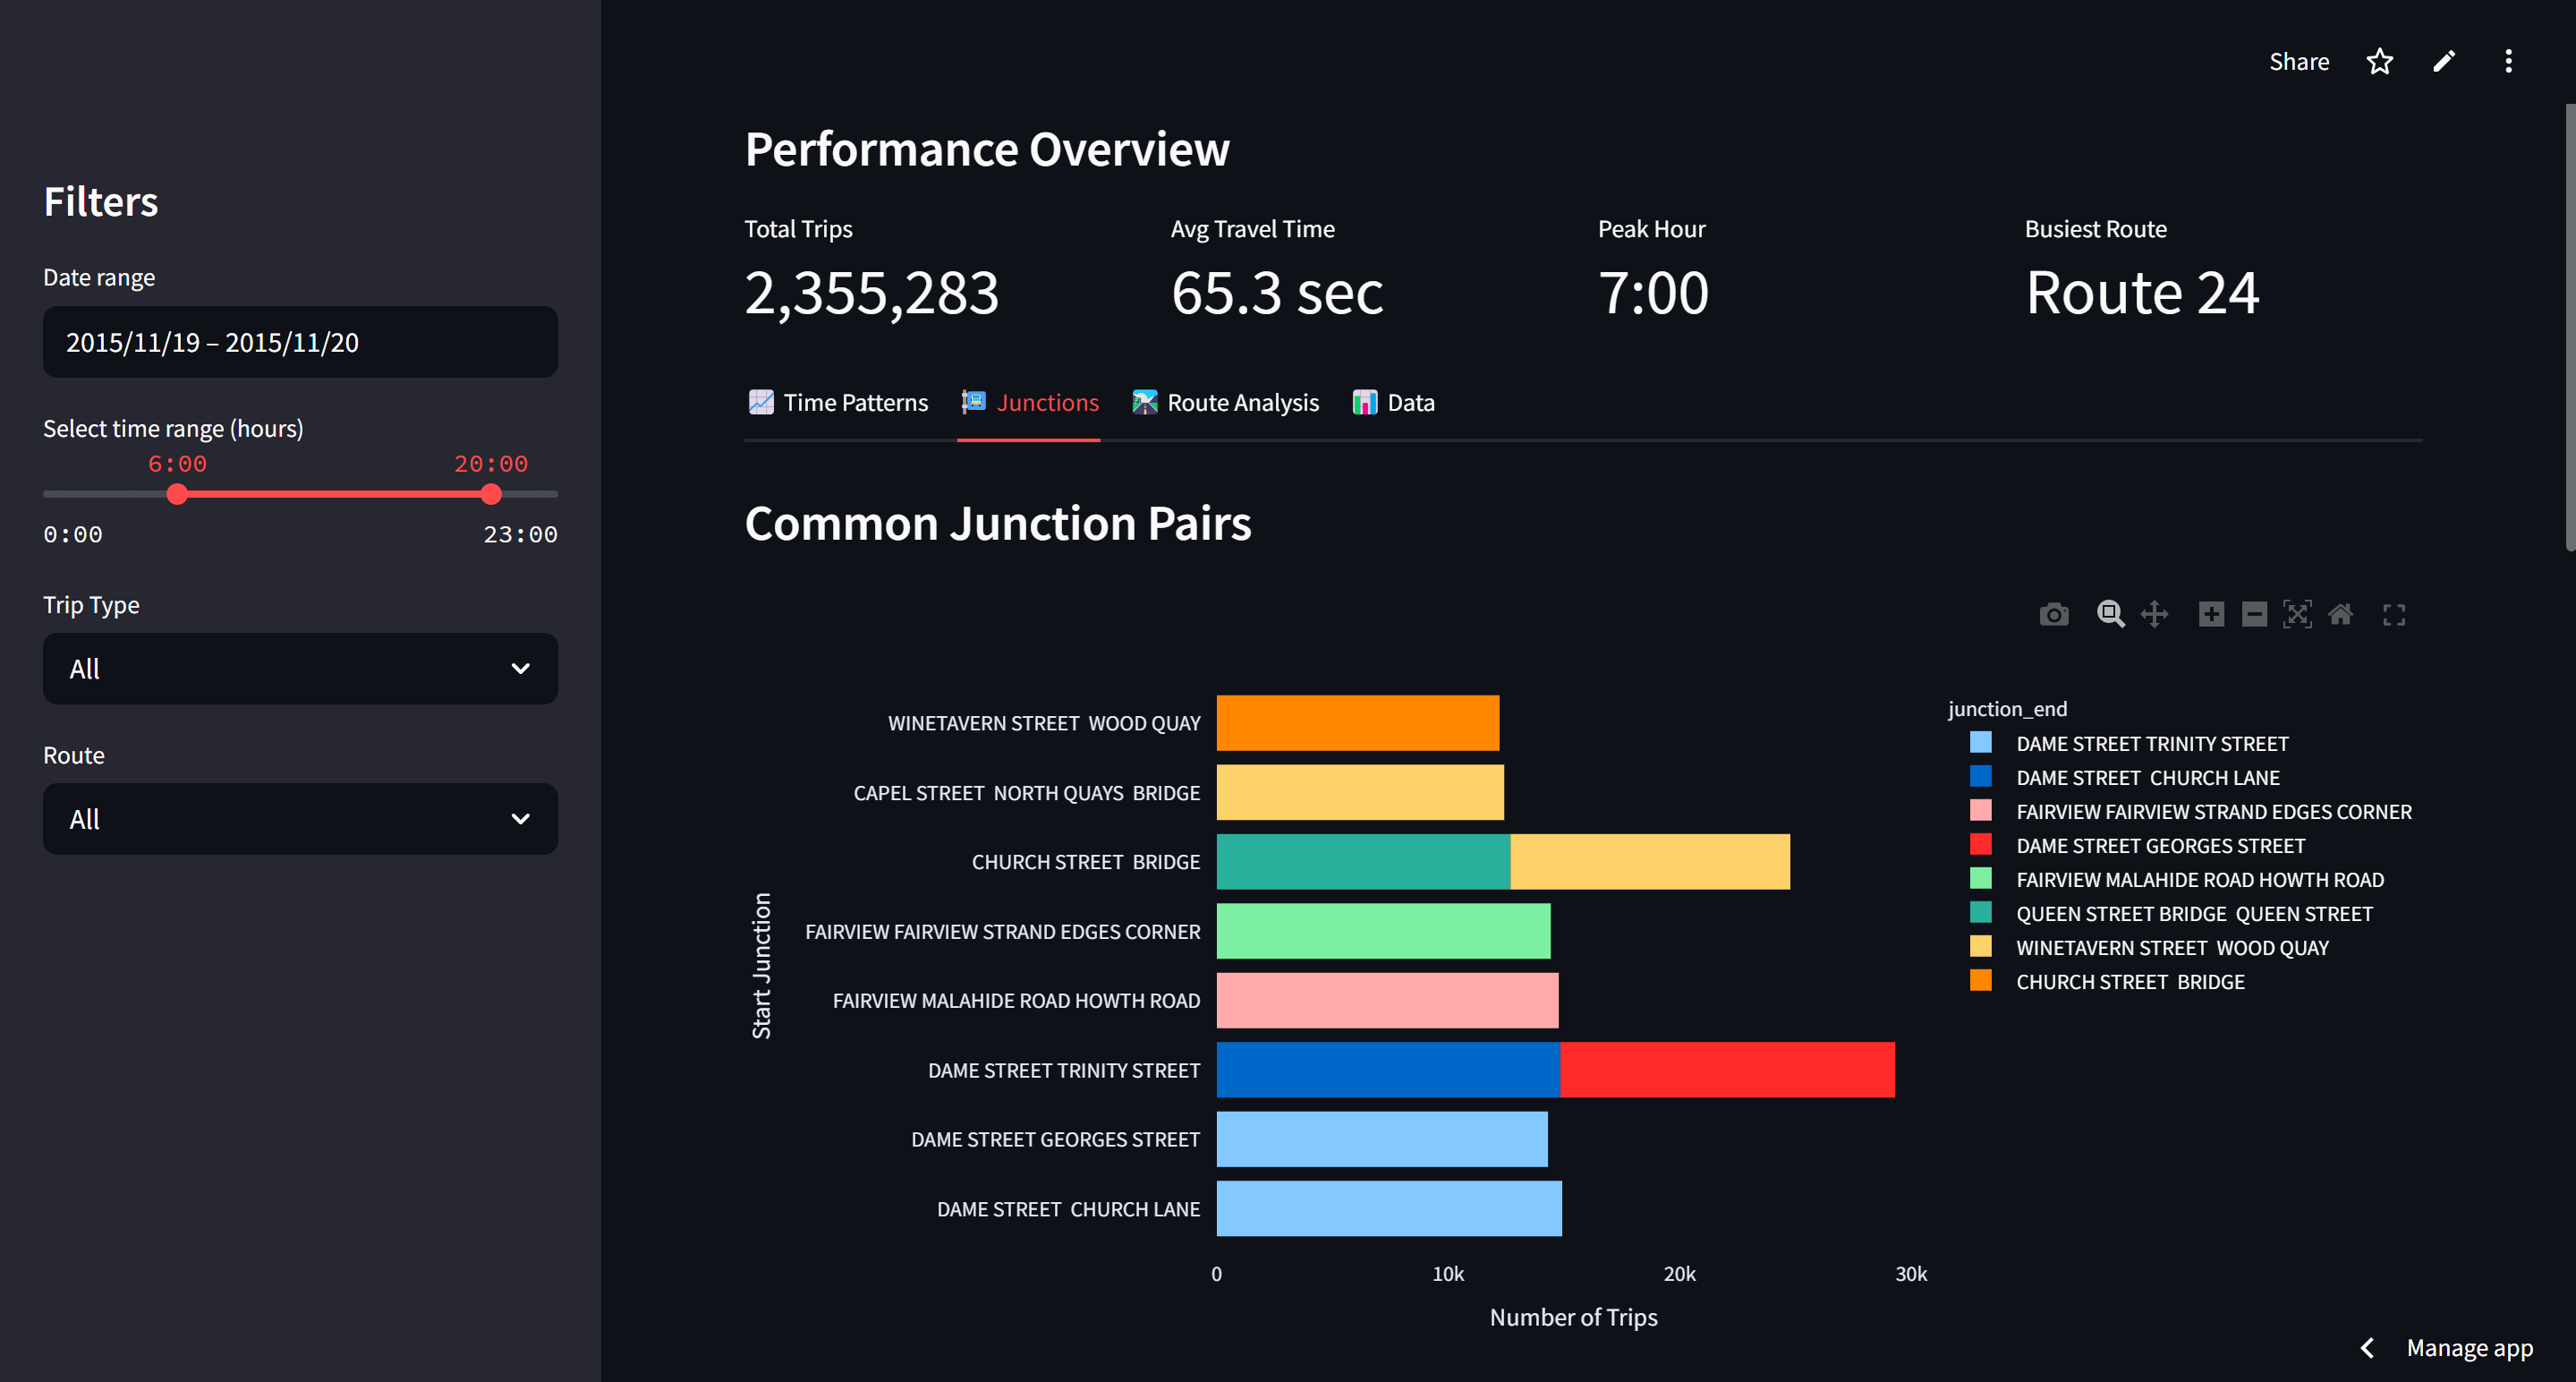 Share
Filters
Date range
2015/11/19 – 2015/11/20
Select time range (hours)
6:00 20:00
0:00 23:00
Trip Type
All
Route
All
Performance Overview
Total Trips
2,355,283
Avg Travel Time
65.3 sec
Peak Hour
7:00
Busiest Route
Route 24
Time Patterns Junctions Route Analysis Data
Common Junction Pairs
Start Junction
WINETAVERN STREET  WOOD QUAY
CAPEL STREET  NORTH QUAYS  BRIDGE
CHURCH STREET  BRIDGE
FAIRVIEW FAIRVIEW STRAND EDGES CORNER
FAIRVIEW MALAHIDE ROAD HOWTH ROAD
DAME STREET TRINITY STREET
DAME STREET GEORGES STREET
DAME STREET  CHURCH LANE
0 10k 20k 30k
Number of Trips
junction_end
DAME STREET TRINITY STREET
DAME STREET  CHURCH LANE
FAIRVIEW FAIRVIEW STRAND EDGES CORNER
DAME STREET GEORGES STREET
FAIRVIEW MALAHIDE ROAD HOWTH ROAD
QUEEN STREET BRIDGE  QUEEN STREET
WINETAVERN STREET  WOOD QUAY
CHURCH STREET  BRIDGE
Manage app